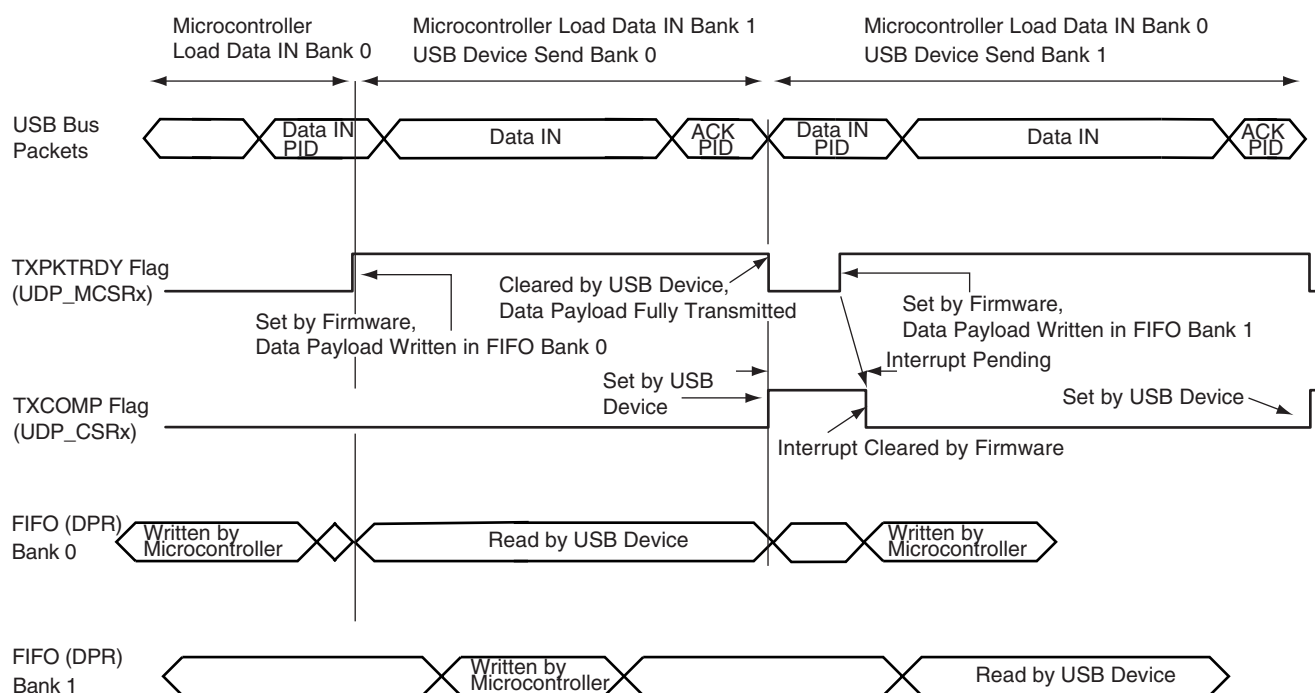 Microcontroller
Load Data IN Bank 0
Microcontroller Load Data IN Bank 1
USB Device Send Bank 0
Microcontroller Load Data IN Bank 0
USB Device Send Bank 1
USB Bus
Packets
Data IN
PID
Data IN
ACK
PID
Data IN
PID
Data IN
ACK
PID
TXPKTRDY Flag
(UDP_MCSRx)
Set by Firmware,
Data Payload Written in FIFO Bank 0
Cleared by USB Device,
Data Payload Fully Transmitted
Set by Firmware,
Data Payload Written in FIFO Bank 1
Interrupt Pending
TXCOMP Flag
(UDP_CSRx)
Set by USB
Device
Set by USB Device
Interrupt Cleared by Firmware
FIFO (DPR)
Bank 0
Written by
Microcontroller
Read by USB Device
Written by
Microcontroller
FIFO (DPR)
Bank 1
Written by
Microcontroller
Read by USB Device